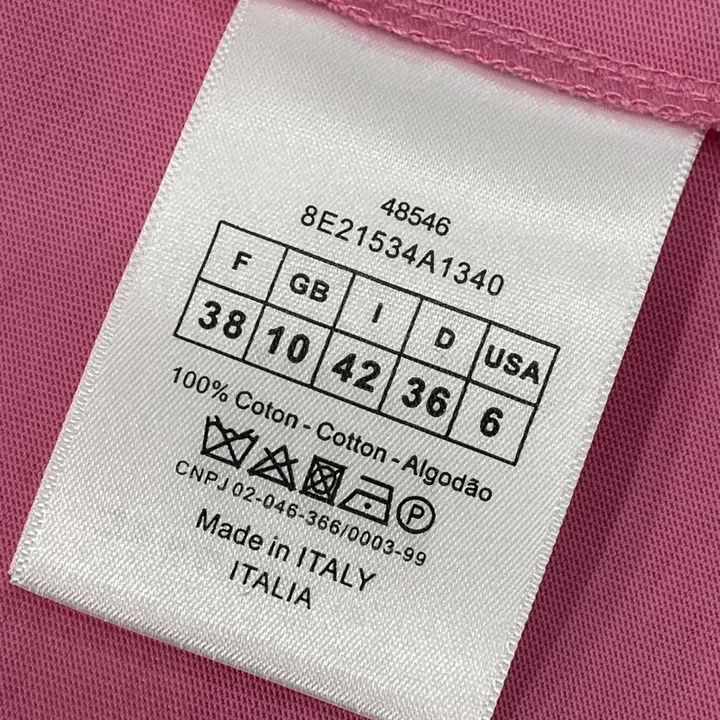 48546
8E21534A1340
F GB I D USA
38 10 42 36 6
100% Coton - Cotton - Algodão
P
CNPJ 02-046-366/0003-99
Made in ITALY
ITALIA